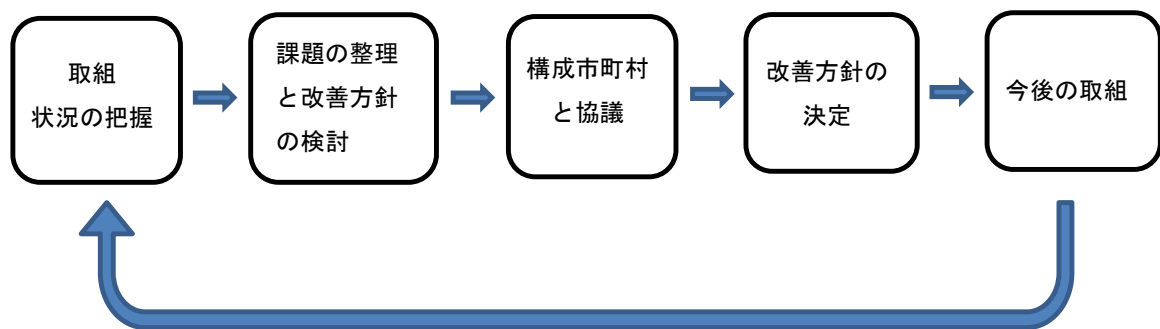 取組
状況の把握
課題の整理
と改善方針
の検討
構成市町村
と協議
改善方針の
決定
今後の取組